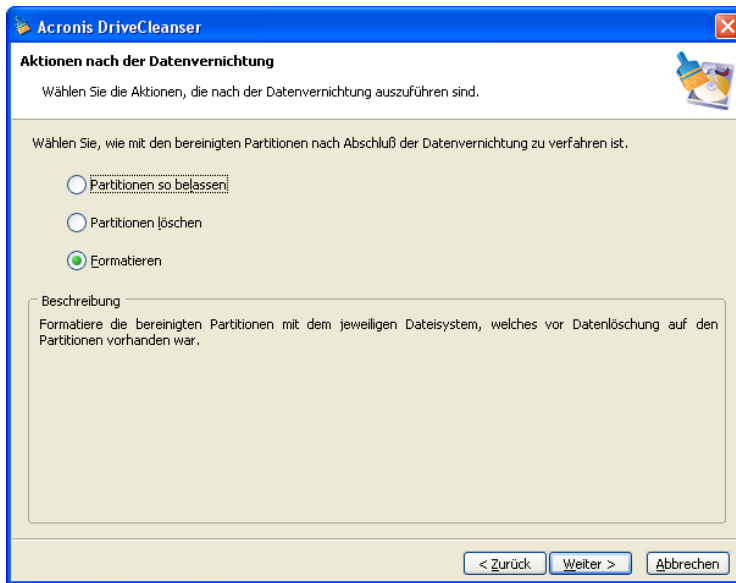 Acronis DriveCleanser
Aktionen nach der Datenvernichtung
Wählen Sie die Aktionen, die nach der Datenvernichtung auszuführen sind.
Wählen Sie, wie mit den bereinigten Partitionen nach Abschluß der Datenvernichtung zu verfahren ist.
Partitionen so belassen
Partitionen löschen
Formatieren
Beschreibung
Formatiere die bereinigten Partitionen mit dem jeweiligen Dateisystem, welches vor Datenlöschung auf den
Partitionen vorhanden war.
< Zurück Weiter > Abbrechen